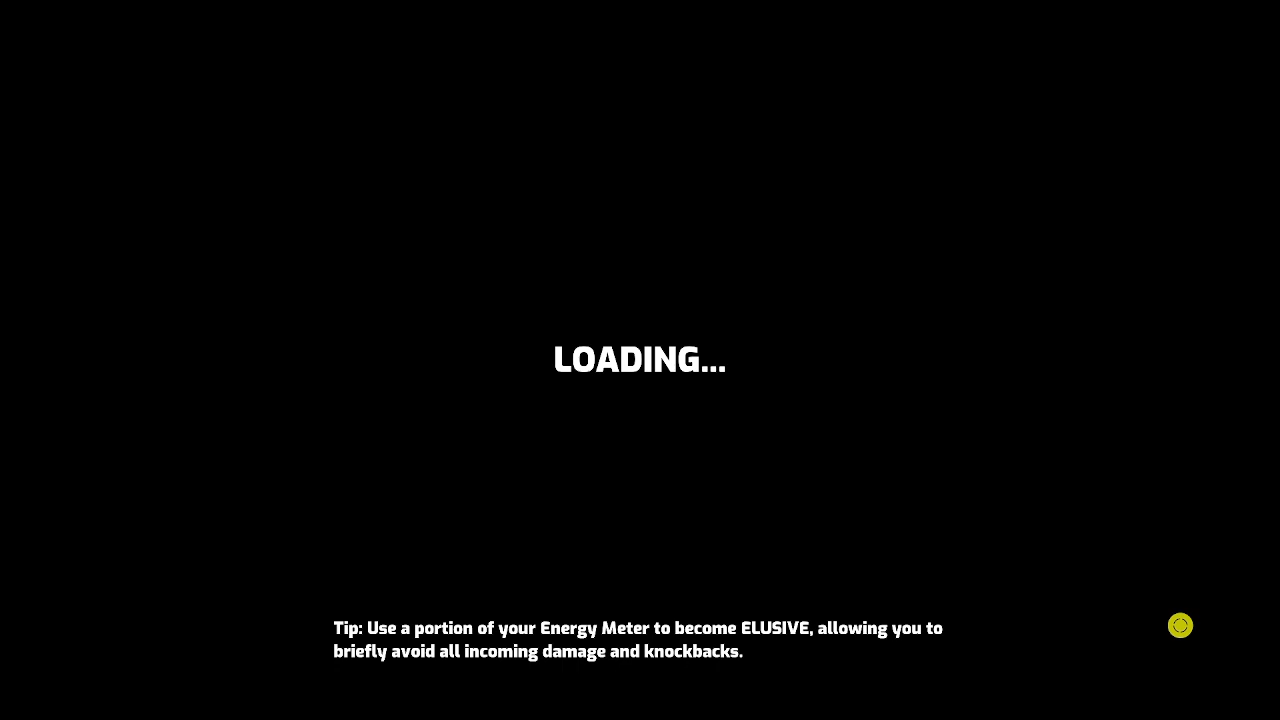 LOADING...
Tip: Use a portion of your Energy Meter to become ELUSIVE, allowing you to
briefly avoid all incoming damage and knockbacks.